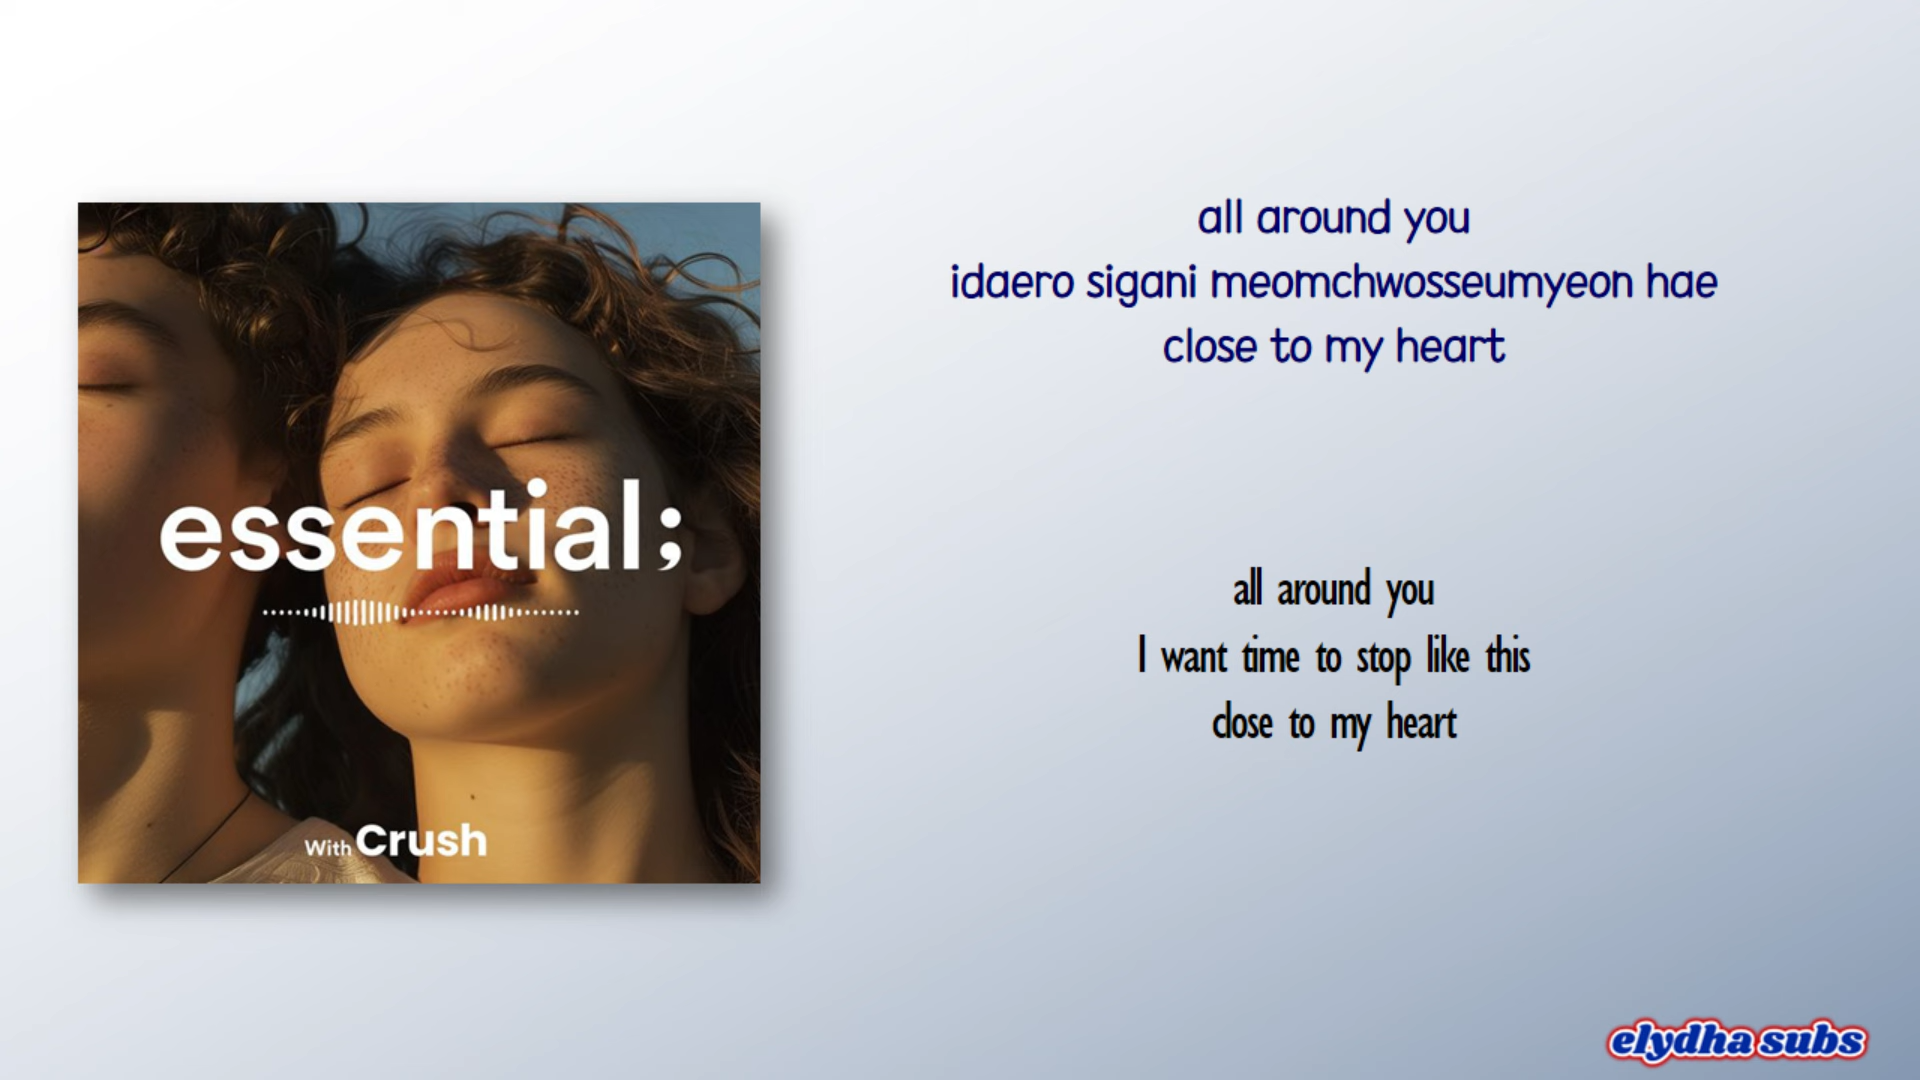 essential;
With Crush
all around you
idaero sigani meomchwosseumyeon hae
close to my heart
all around you
I want time to stop like this
close to my heart
elydha subs